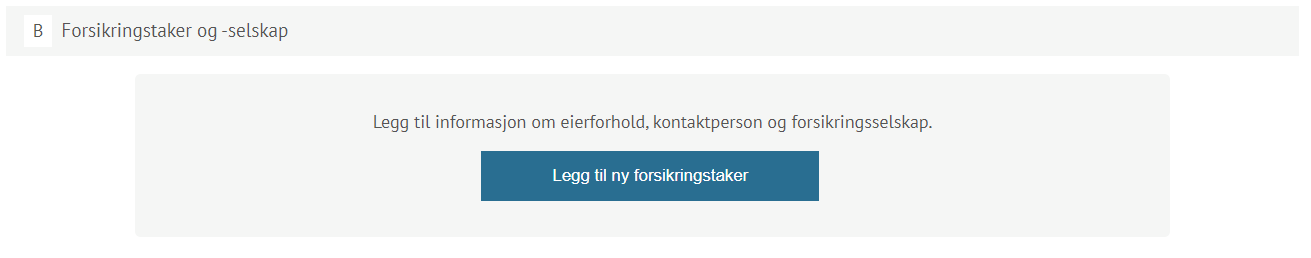 B Forsikringstaker og -selskap
Legg til informasjon om eierforhold, kontaktperson og forsikringsselskap.
Legg til ny forsikringstaker